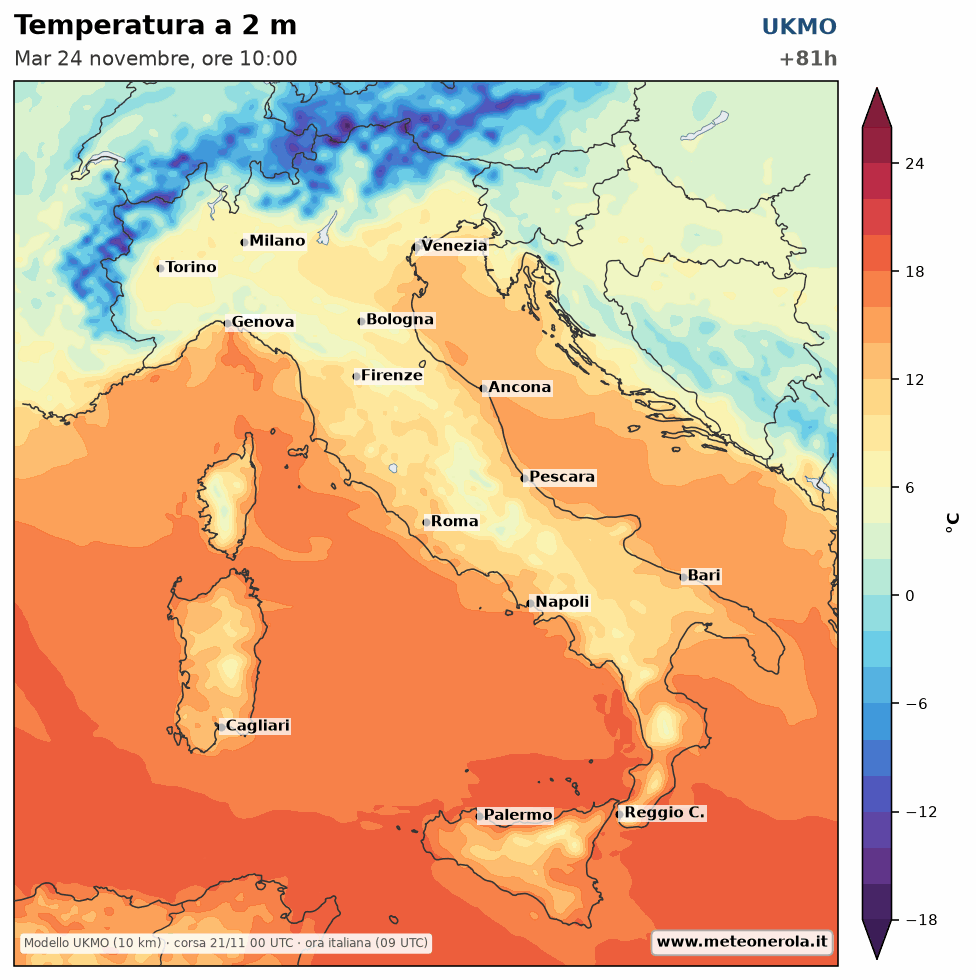 Temperatura a 2 m
UKMO
Mar 24 novembre, ore 10:00
+81h
Milano
Venezia
Torino
Genova
Bologna
Firenze
Ancona
Pescara
Roma
Bari
Napoli
Cagliari
Palermo
Reggio C.
24
18
12
6
0
−6
−12
−18
°C
Modello UKMO (10 km) · corsa 21/11 00 UTC · ora italiana (09 UTC)
www.meteonerola.it